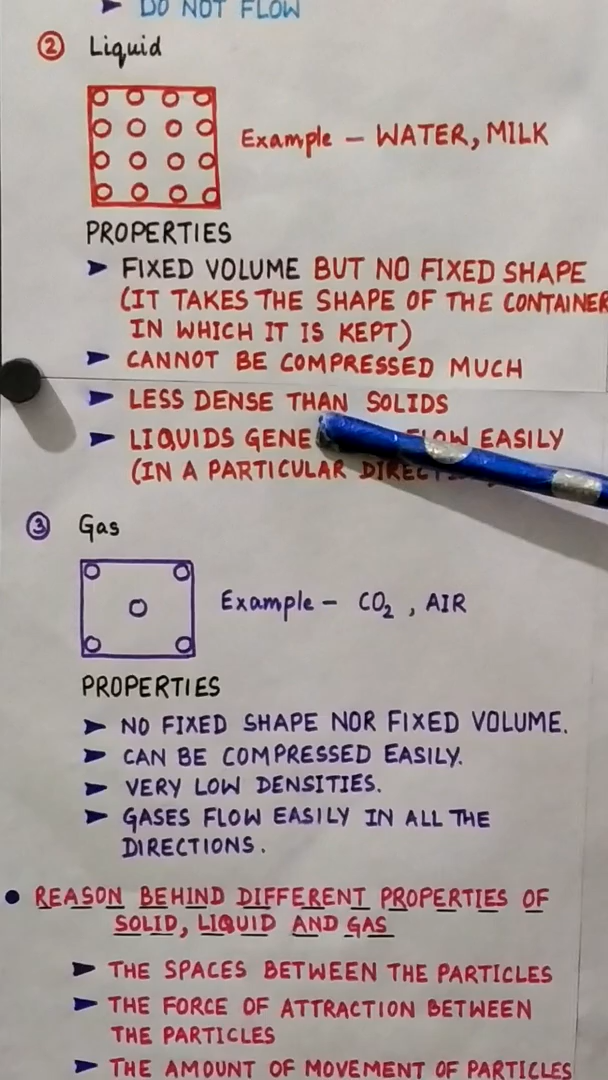 ➤ DO NOT FLOW
② Liquid
Example – WATER, MILK
PROPERTIES
➤ FIXED VOLUME BUT NO FIXED SHAPE
(IT TAKES THE SHAPE OF THE CONTAINER
IN WHICH IT IS KEPT)
➤ CANNOT BE COMPRESSED MUCH
➤ LESS DENSE THAN SOLIDS
➤ LIQUIDS FLOW EASILY
(IN A PARTICULAR
③ Gas
Example – CO₂ , AIR
PROPERTIES
➤ NO FIXED SHAPE NOR FIXED VOLUME.
➤ CAN BE COMPRESSED EASILY.
➤ VERY LOW DENSITIES.
➤ GASES FLOW EASILY IN ALL THE
DIRECTIONS.
• REASON BEHIND DIFFERENT PROPERTIES OF
SOLID, LIQUID AND GAS
➤ THE SPACES BETWEEN THE PARTICLES
➤ THE FORCE OF ATTRACTION BETWEEN
THE PARTICLES
➤ THE AMOUNT OF MOVEMENT OF PARTICLES